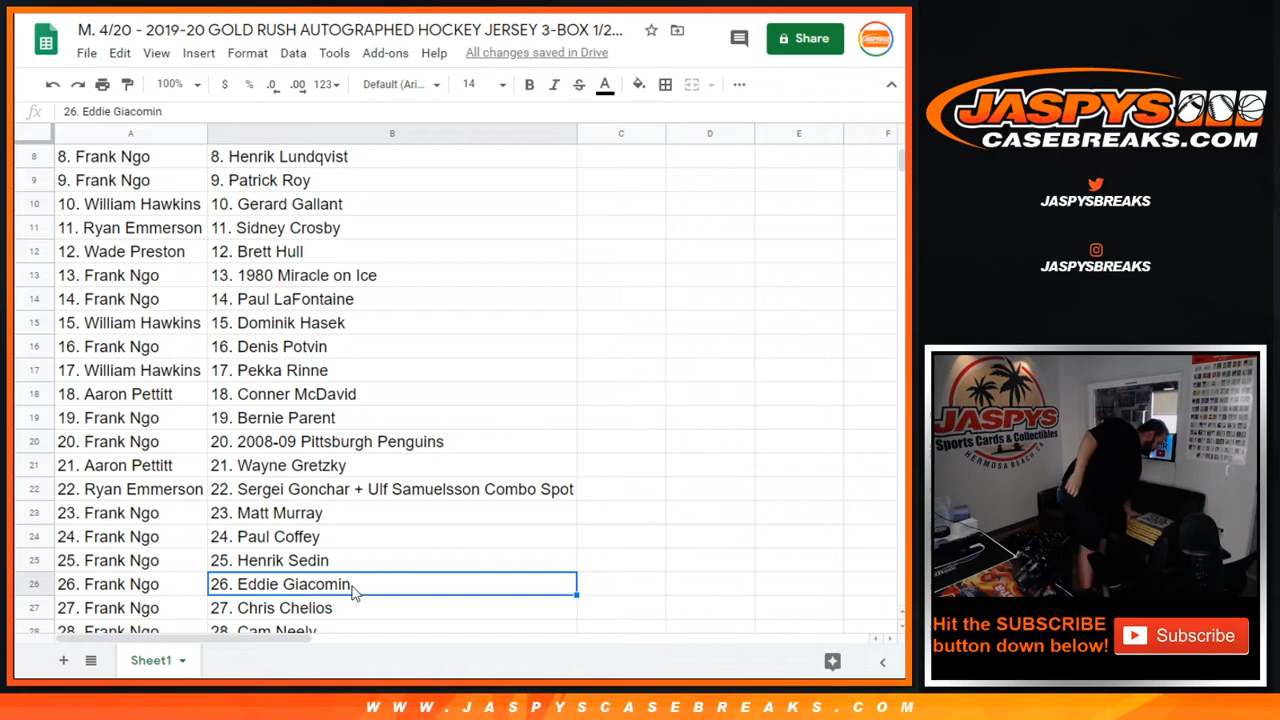 M. 4/20 - 2019-20 GOLD RUSH AUTOGRAPHED HOCKEY JERSEY 3-BOX 1/2...
File Edit View Insert Format Data Tools Add-ons Help All changes saved in Drive
Share
100% $ % .0 .00 123 Default (Ari... 14 B I S A ...
fx 26. Eddie Giacomin
A B C D E F
8 8. Frank Ngo 8. Henrik Lundqvist
9 9. Frank Ngo 9. Patrick Roy
10 10. William Hawkins 10. Gerard Gallant
11 11. Ryan Emmerson 11. Sidney Crosby
12 12. Wade Preston 12. Brett Hull
13 13. Frank Ngo 13. 1980 Miracle on Ice
14 14. Frank Ngo 14. Paul LaFontaine
15 15. William Hawkins 15. Dominik Hasek
16 16. Frank Ngo 16. Denis Potvin
17 17. William Hawkins 17. Pekka Rinne
18 18. Aaron Pettitt 18. Conner McDavid
19 19. Frank Ngo 19. Bernie Parent
20 20. Frank Ngo 20. 2008-09 Pittsburgh Penguins
21 21. Aaron Pettitt 21. Wayne Gretzky
22 22. Ryan Emmerson 22. Sergei Gonchar + Ulf Samuelsson Combo Spot
23 23. Frank Ngo 23. Matt Murray
24 24. Frank Ngo 24. Paul Coffey
25 25. Frank Ngo 25. Henrik Sedin
26 26. Frank Ngo 26. Eddie Giacomin
27 27. Frank Ngo 27. Chris Chelios
28 28. Frank Ngo 28. Cam Neely
Sheet1
JASPYS
CASEBREAKS.COM
JASPYSBREAKS
JASPYSBREAKS
JASPYS
Sports Cards & Collectibles
HERMOSA BEACH, CA
Hit the SUBSCRIBE
button down below!
Subscribe
WWW.JASPYSCASEBREAKS.COM